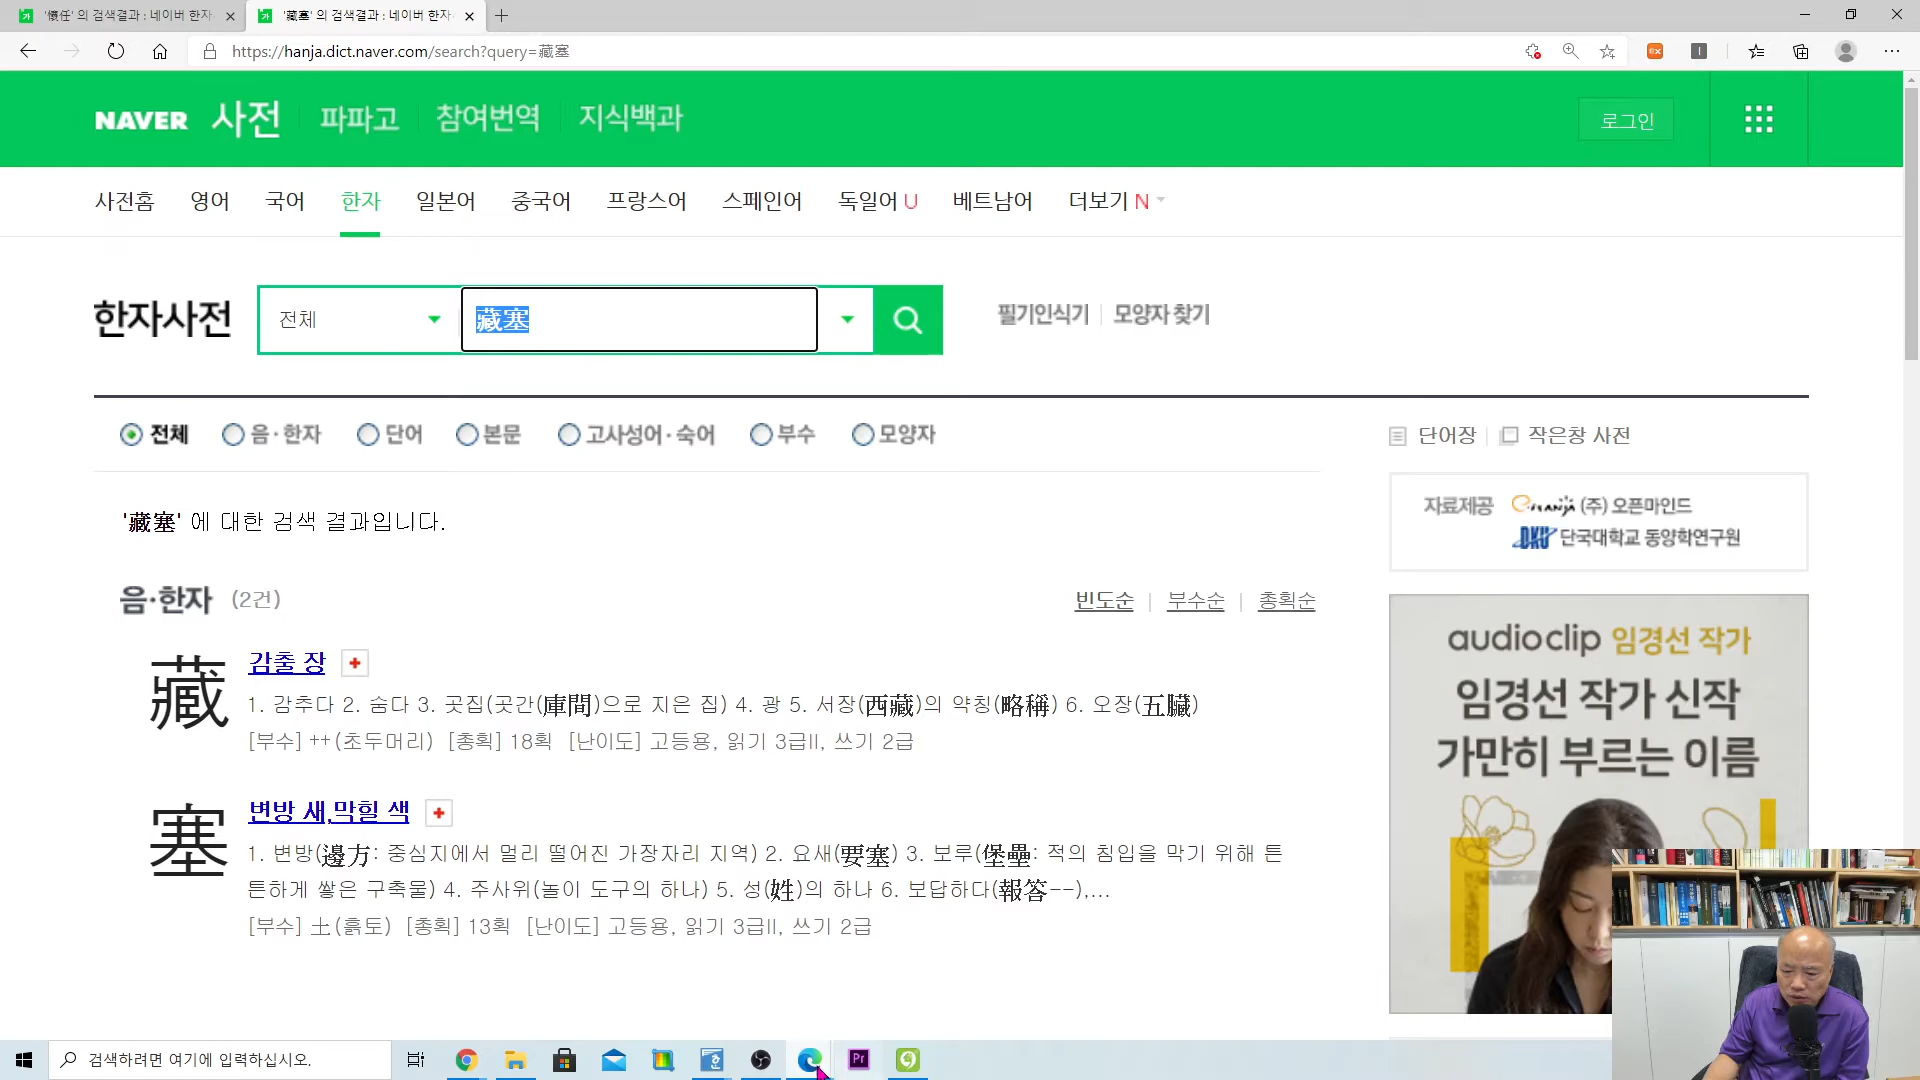 '懷任' 의 검색결과 : 네이버 한자
'藏塞' 의 검색결과 : 네이버 한자
https://hanja.dict.naver.com/search?query=藏塞
NAVER 사전 파파고 참여번역 지식백과
로그인
사전홈 영어 국어 한자 일본어 중국어 프랑스어 스페인어 독일어 U 베트남어 더보기 N
한자사전 전체 藏塞 필기인식기 모양자 찾기
전체 음·한자 단어 본문 고사성어·숙어 부수 모양자
단어장 작은창 사전
자료제공 e-hanja (주) 오픈마인드
DKU 단국대학교 동양학연구원
'藏塞' 에 대한 검색 결과입니다.
음·한자 (2건)
빈도순 부수순 총획순
藏 감출 장
1. 감추다 2. 숨다 3. 곳집(곳간(庫間)으로 지은 집) 4. 광 5. 서장(西藏)의 약칭(略稱) 6. 오장(五臟)
[부수] ++(초두머리) [총획] 18획 [난이도] 고등용, 읽기 3급II, 쓰기 2급
塞 변방 새,막힐 색
1. 변방(邊方: 중심지에서 멀리 떨어진 가장자리 지역) 2. 요새(要塞) 3. 보루(堡壘: 적의 침입을 막기 위해 튼
튼하게 쌓은 구축물) 4. 주사위(놀이 도구의 하나) 5. 성(姓)의 하나 6. 보답하다(報答--),...
[부수] 土(흙토) [총획] 13획 [난이도] 고등용, 읽기 3급II, 쓰기 2급
audioclip 임경선 작가
임경선 작가 신작
가만히 부르는 이름
검색하려면 여기에 입력하십시오.
Pr